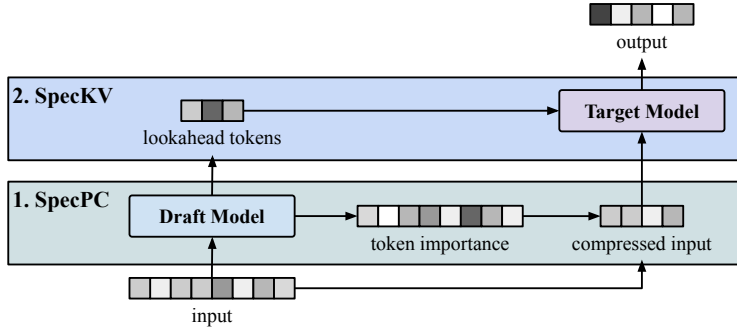 output
2. SpecKV
Target Model
lookahead tokens
1. SpecPC
Draft Model
token importance
compressed input
input